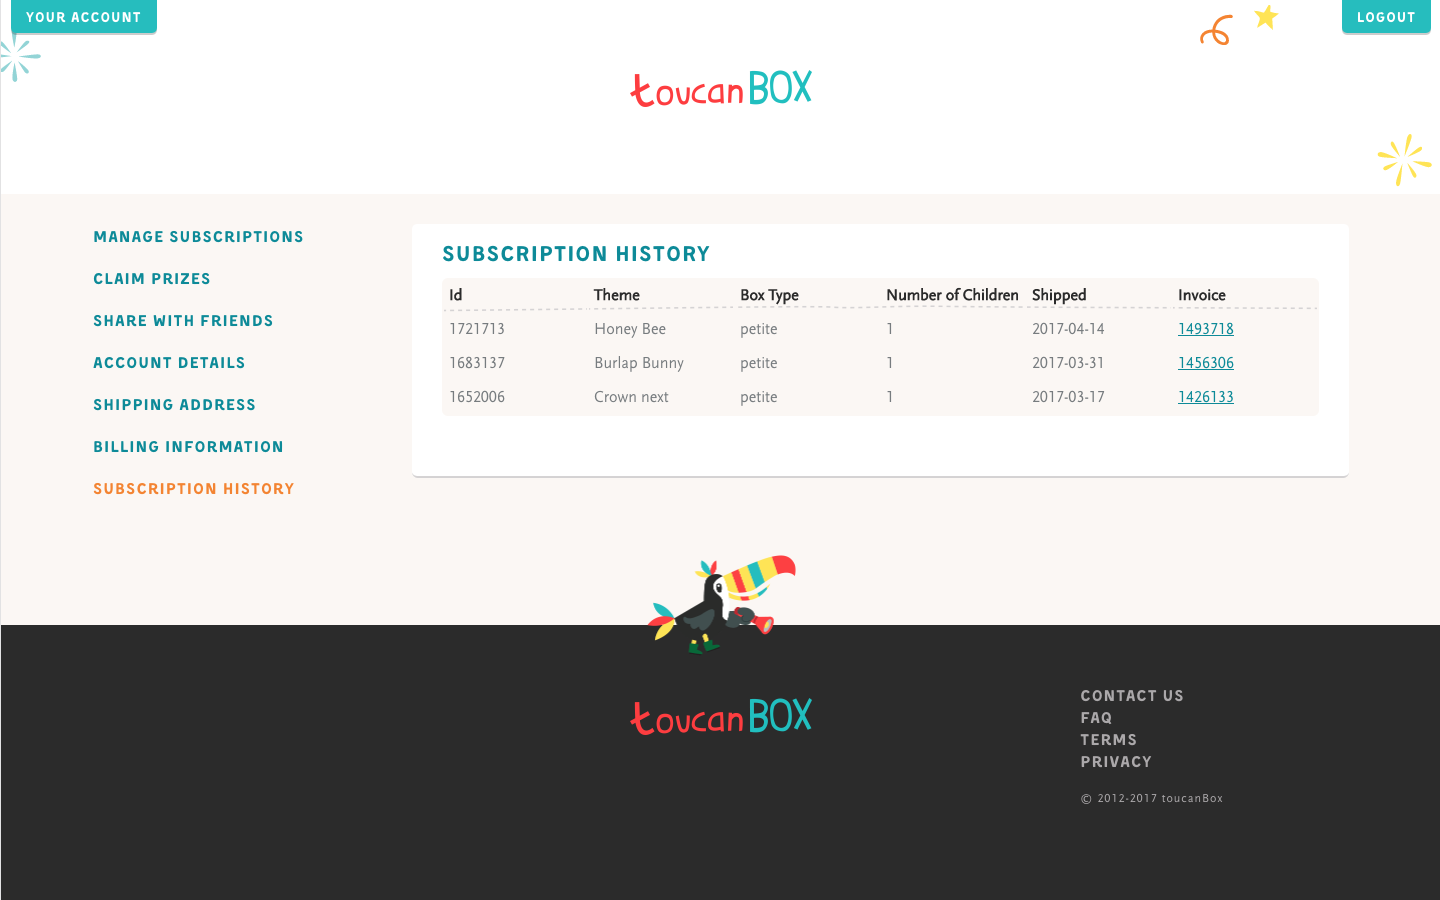 YOUR ACCOUNT
LOGOUT
toucanBOX
MANAGE SUBSCRIPTIONS
CLAIM PRIZES
SHARE WITH FRIENDS
ACCOUNT DETAILS
SHIPPING ADDRESS
BILLING INFORMATION
SUBSCRIPTION HISTORY
SUBSCRIPTION HISTORY
Id Theme Box Type Number of Children Shipped Invoice
1721713 Honey Bee petite 1 2017-04-14 1493718
1683137 Burlap Bunny petite 1 2017-03-31 1456306
1652006 Crown next petite 1 2017-03-17 1426133
toucanBOX
CONTACT US
FAQ
TERMS
PRIVACY
© 2012-2017 toucanBox